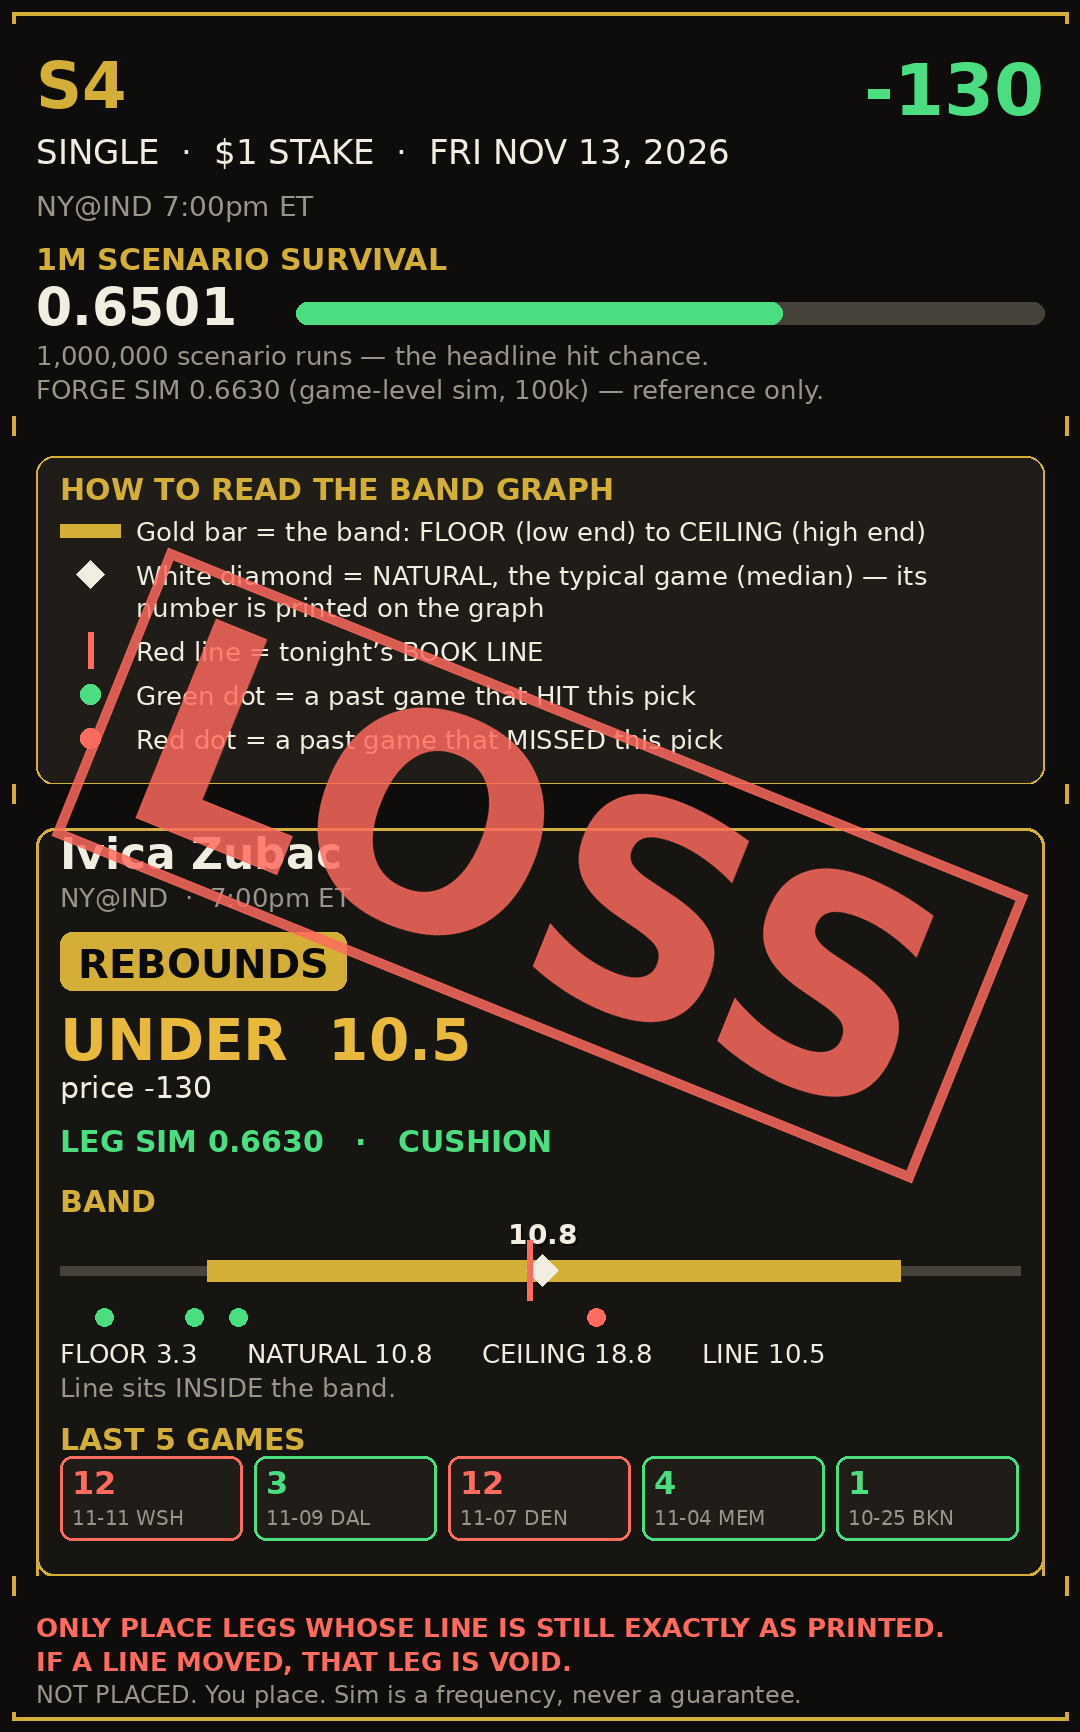 S4
-130
SINGLE · $1 STAKE · FRI NOV 13, 2026
NY@IND 7:00pm ET
1M SCENARIO SURVIVAL
0.6501
1,000,000 scenario runs — the headline hit chance.
FORGE SIM 0.6630 (game-level sim, 100k) — reference only.
HOW TO READ THE BAND GRAPH
Gold bar = the band: FLOOR (low end) to CEILING (high end)
White diamond = NATURAL, the typical game (median) — its
number is printed on the graph
Red line = tonight’s BOOK LINE
Green dot = a past game that HIT this pick
Red dot = a past game that MISSED this pick
LOSS
Ivica Zubac
NY@IND · 7:00pm ET
REBOUNDS
UNDER 10.5
price -130
LEG SIM 0.6630 · CUSHION
BAND
10.8
FLOOR 3.3 NATURAL 10.8 CEILING 18.8 LINE 10.5
Line sits INSIDE the band.
LAST 5 GAMES
12 3 12 4 1
11-11 WSH 11-09 DAL 11-07 DEN 11-04 MEM 10-25 BKN
ONLY PLACE LEGS WHOSE LINE IS STILL EXACTLY AS PRINTED.
IF A LINE MOVED, THAT LEG IS VOID.
NOT PLACED. You place. Sim is a frequency, never a guarantee.